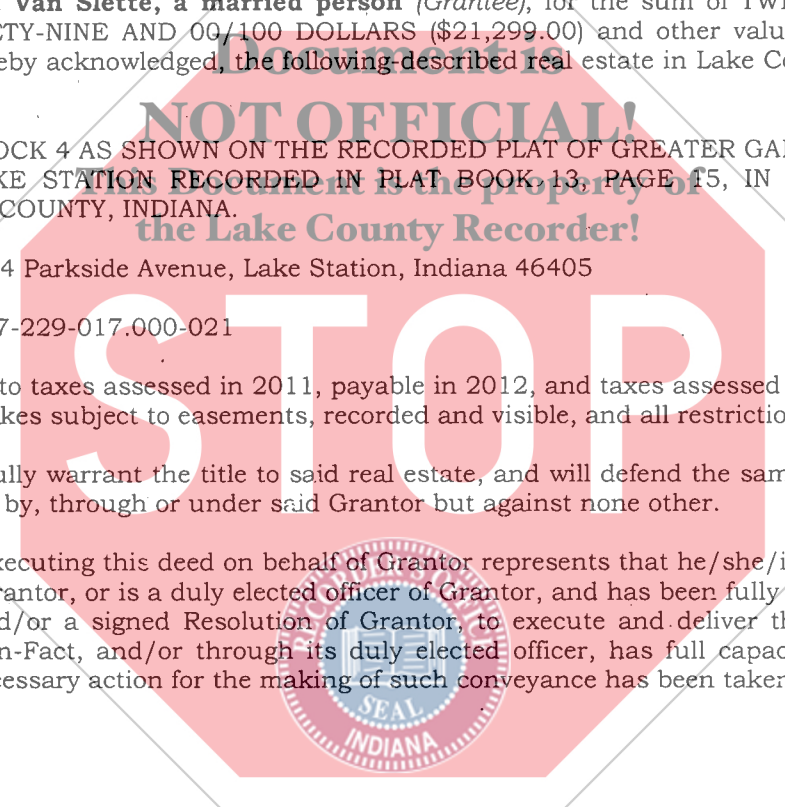 Van Slette, a married person (Grantee), for the sum of TWE
TY-NINE AND 00/100 DOLLARS ($21,299.00) and other valu
eby acknowledged, the following-described real estate in Lake Co
Document is
NOT OFFICIAL!
This Document is the property of
the Lake County Recorder!
OCK 4 AS SHOWN ON THE RECORDED PLAT OF GREATER GA
KE STATION RECORDED IN PLAT BOOK 13, PAGE 15, IN
COUNTY, INDIANA.
4 Parkside Avenue, Lake Station, Indiana 46405
7-229-017.000-021
STOP
to taxes assessed in 2011, payable in 2012, and taxes assessed
kes subject to easements, recorded and visible, and all restrictio
ully warrant the title to said real estate, and will defend the sam
by, through or under said Grantor but against none other.
xecuting this deed on behalf of Grantor represents that he/she/i
rantor, or is a duly elected officer of Grantor, and has been fully
d/or a signed Resolution of Grantor, to execute and deliver th
n-Fact, and/or through its duly elected officer, has full capac
cessary action for the making of such conveyance has been taken
RECORDER'S OFFICE
SEAL
INDIANA